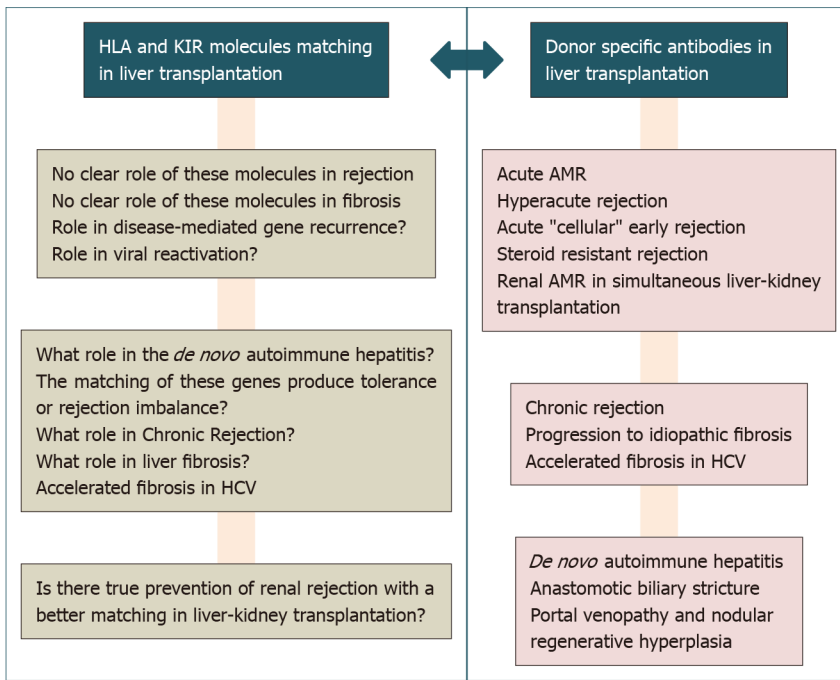 HLA and KIR molecules matching
in liver transplantation
No clear role of these molecules in rejection
No clear role of these molecules in fibrosis
Role in disease-mediated gene recurrence?
Role in viral reactivation?
What role in the de novo autoimmune hepatitis?
The matching of these genes produce tolerance
or rejection imbalance?
What role in Chronic Rejection?
What role in liver fibrosis?
Accelerated fibrosis in HCV
Is there true prevention of renal rejection with a
better matching in liver-kidney transplantation?
Donor specific antibodies in
liver transplantation
Acute AMR
Hyperacute rejection
Acute "cellular" early rejection
Steroid resistant rejection
Renal AMR in simultaneous liver-kidney
transplantation
Chronic rejection
Progression to idiopathic fibrosis
Accelerated fibrosis in HCV
De novo autoimmune hepatitis
Anastomotic biliary stricture
Portal venopathy and nodular
regenerative hyperplasia